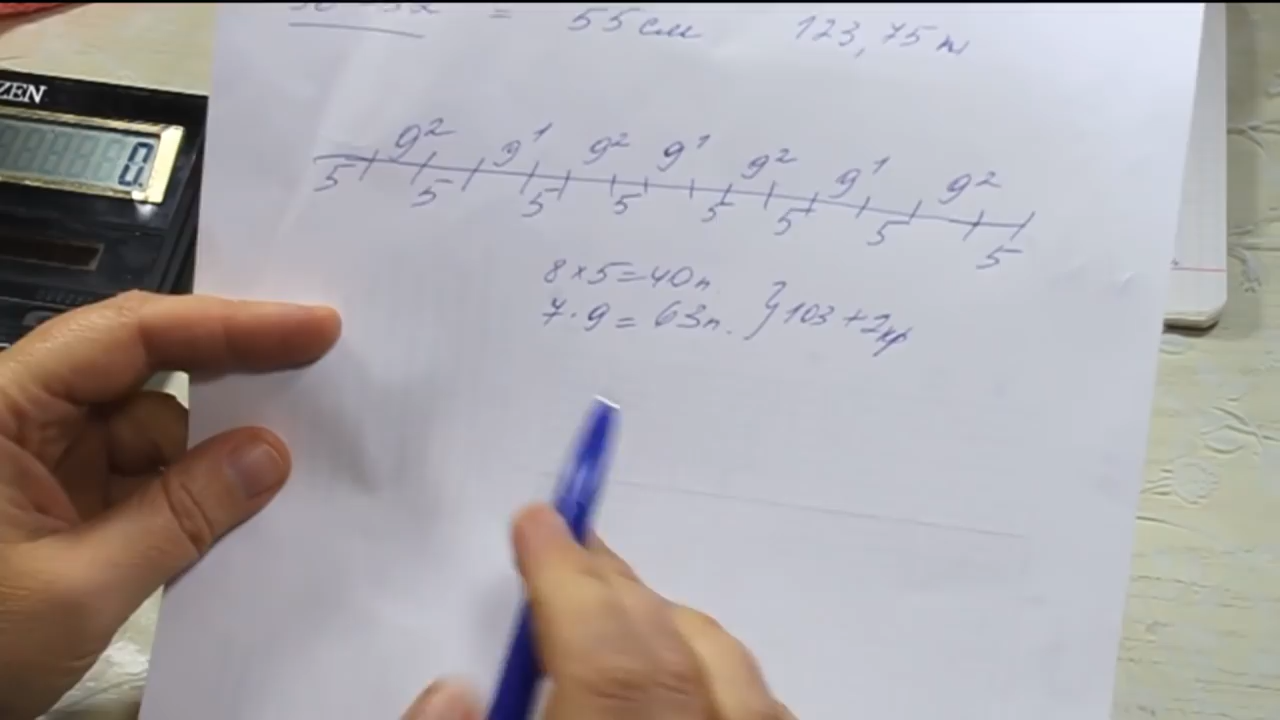 = 55 см 123,75 п
9² 9¹ 9² 9¹ 9² 9¹ 9²
5 5 5 5 5 5 5 5
8×5=40п.
7·9=63п. } 103+2кр
ZEN
0.